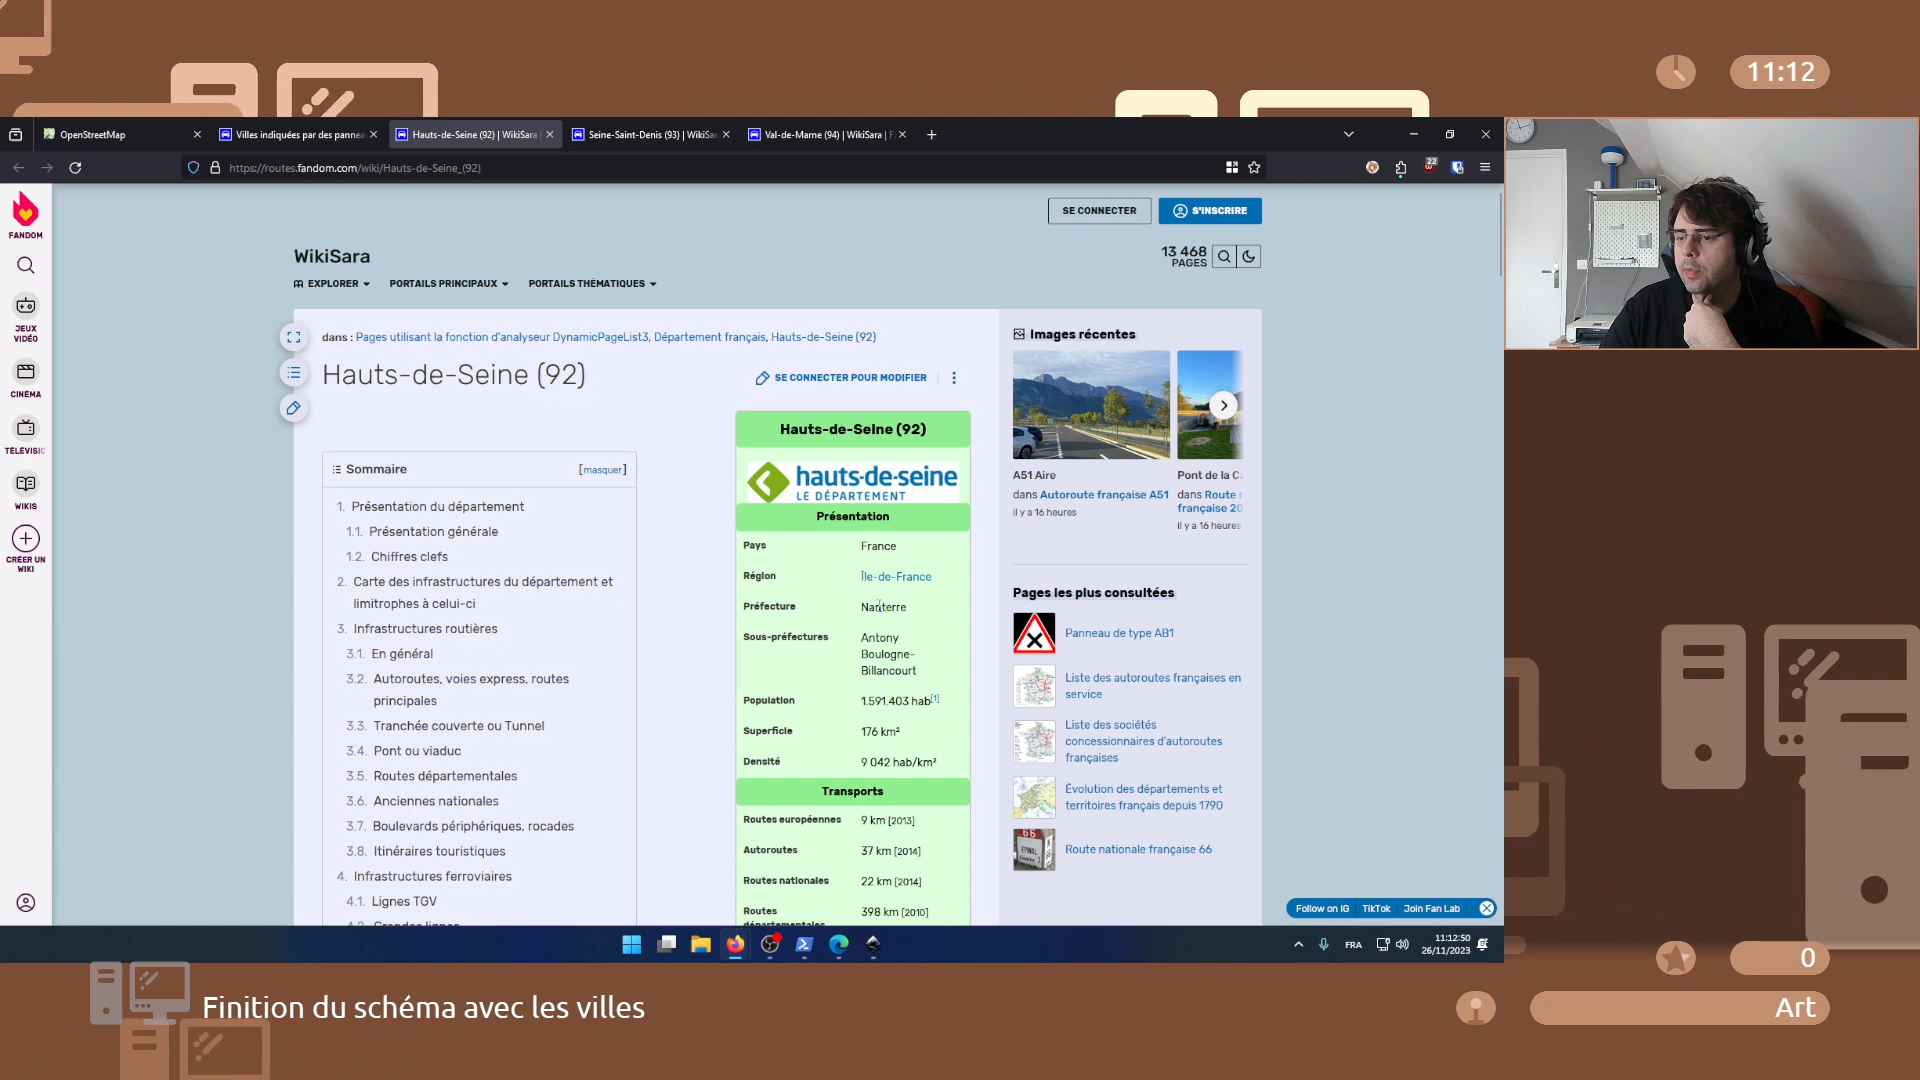 11:12
OpenStreetMap
Villes indiquées par des pannea
Hauts-de-Seine (92) | WikiSara
Seine-Saint-Denis (93) | WikiSar
Val-de-Marne (94) | WikiSara | F
https://routes.fandom.com/wiki/Hauts-de-Seine_(92)
22
FANDOM
JEUX
VIDÉO
CINÉMA
TÉLÉVISIO
WIKIS
CRÉER UN
WIKI
SE CONNECTER
S'INSCRIRE
WikiSara
13 468
PAGES
EXPLORER
PORTAILS PRINCIPAUX
PORTAILS THÉMATIQUES
dans : Pages utilisant la fonction d'analyseur DynamicPageList3, Département français, Hauts-de-Seine (92)
Hauts-de-Seine (92)
SE CONNECTER POUR MODIFIER
Sommaire
[masquer]
1. Présentation du département
1.1. Présentation générale
1.2. Chiffres clefs
2. Carte des infrastructures du département et
limitrophes à celui-ci
3. Infrastructures routières
3.1. En général
3.2. Autoroutes, voies express, routes
principales
3.3. Tranchée couverte ou Tunnel
3.4. Pont ou viaduc
3.5. Routes départementales
3.6. Anciennes nationales
3.7. Boulevards périphériques, rocades
3.8. Itinéraires touristiques
4. Infrastructures ferroviaires
4.1. Lignes TGV
4.2. Grandes lignes
Hauts-de-Seine (92)
hauts-de-seine
LE DÉPARTEMENT
Présentation
Pays France
Région Île-de-France
Préfecture Nanterre
Sous-préfectures Antony
Boulogne-
Billancourt
Population 1.591.403 hab[1]
Superficie 176 km²
Densité 9 042 hab/km²
Transports
Routes européennes 9 km [2013]
Autoroutes 37 km [2014]
Routes nationales 22 km [2014]
Routes 398 km [2010]
départementales
Images récentes
A51 Aire
dans Autoroute française A51
il y a 16 heures
Pont de la C
dans Route n
française 20
il y a 16 heures
Pages les plus consultées
Panneau de type AB1
Liste des autoroutes françaises en
service
Liste des sociétés
concessionnaires d'autoroutes
françaises
Évolution des départements et
territoires français depuis 1790
66
EPINAL
Route nationale française 66
Follow on IG
TikTok
Join Fan Lab
FRA
11:12:50
26/11/2023
0
Finition du schéma avec les villes
Art